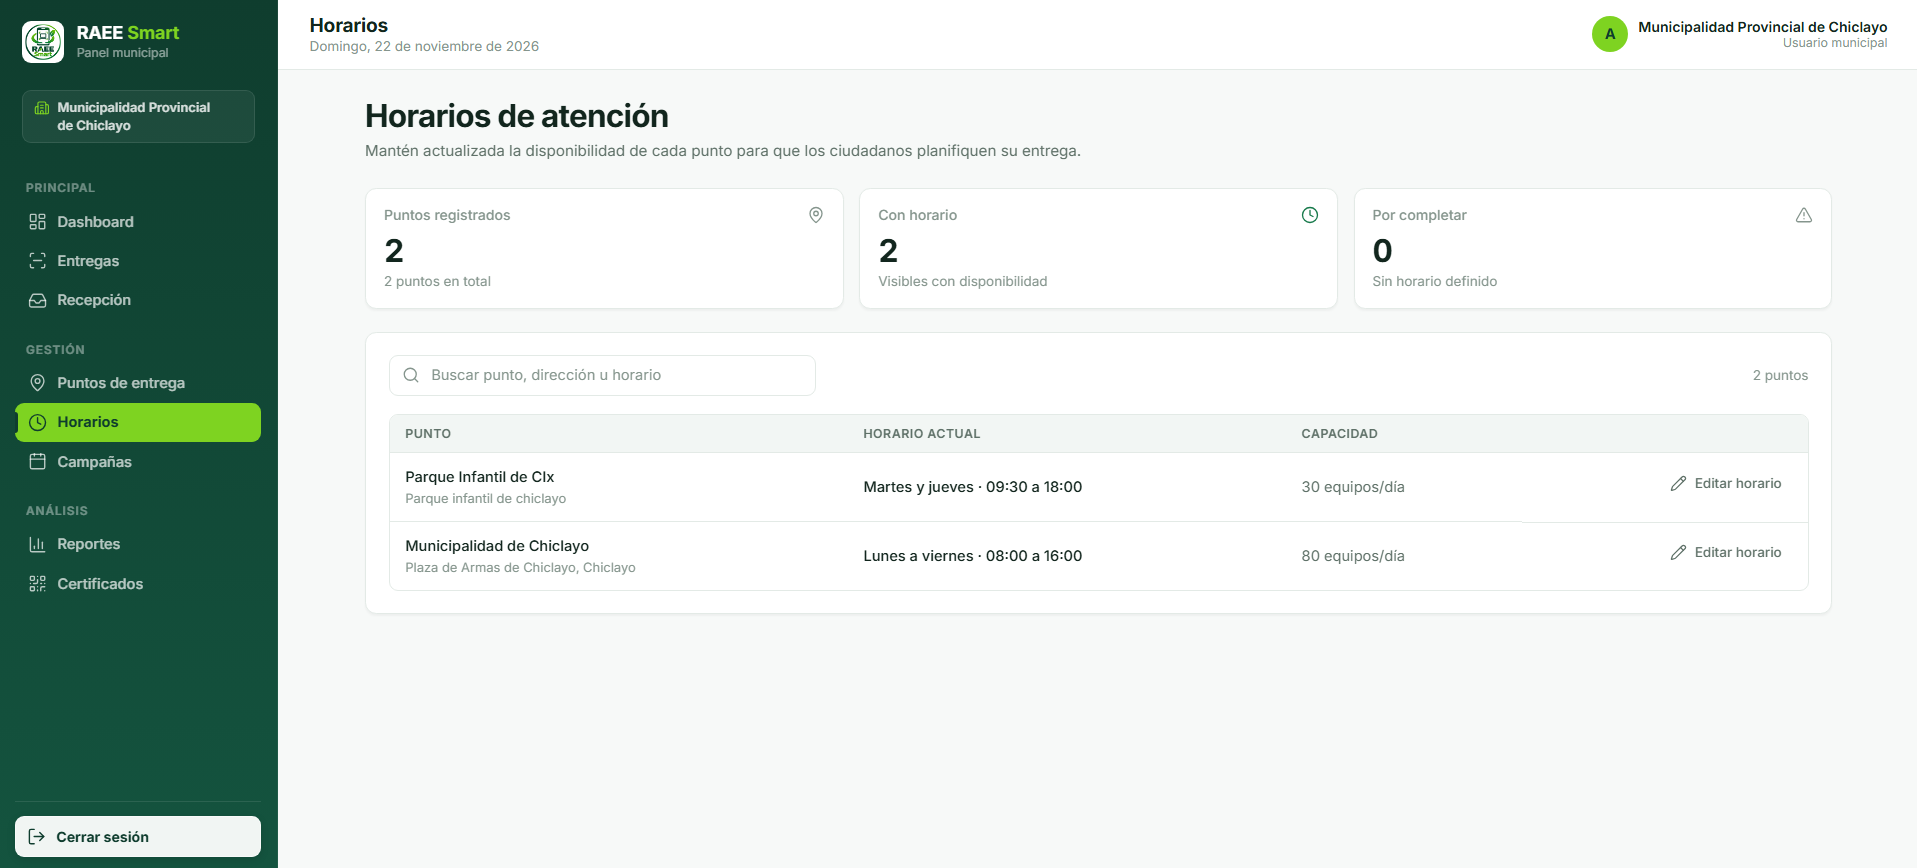 RAEE Smart
Panel municipal
Municipalidad Provincial
de Chiclayo
PRINCIPAL
Dashboard
Entregas
Recepción
GESTIÓN
Puntos de entrega
Horarios
Campañas
ANÁLISIS
Reportes
Certificados
Cerrar sesión
Horarios
Domingo, 22 de noviembre de 2026
A
Municipalidad Provincial de Chiclayo
Usuario municipal
Horarios de atención
Mantén actualizada la disponibilidad de cada punto para que los ciudadanos planifiquen su entrega.
Puntos registrados
2
2 puntos en total
Con horario
2
Visibles con disponibilidad
Por completar
0
Sin horario definido
Buscar punto, dirección u horario
2 puntos
PUNTO HORARIO ACTUAL CAPACIDAD
Parque Infantil de Clx
Parque infantil de chiclayo
Martes y jueves · 09:30 a 18:00
30 equipos/día
Editar horario
Municipalidad de Chiclayo
Plaza de Armas de Chiclayo, Chiclayo
Lunes a viernes · 08:00 a 16:00
80 equipos/día
Editar horario